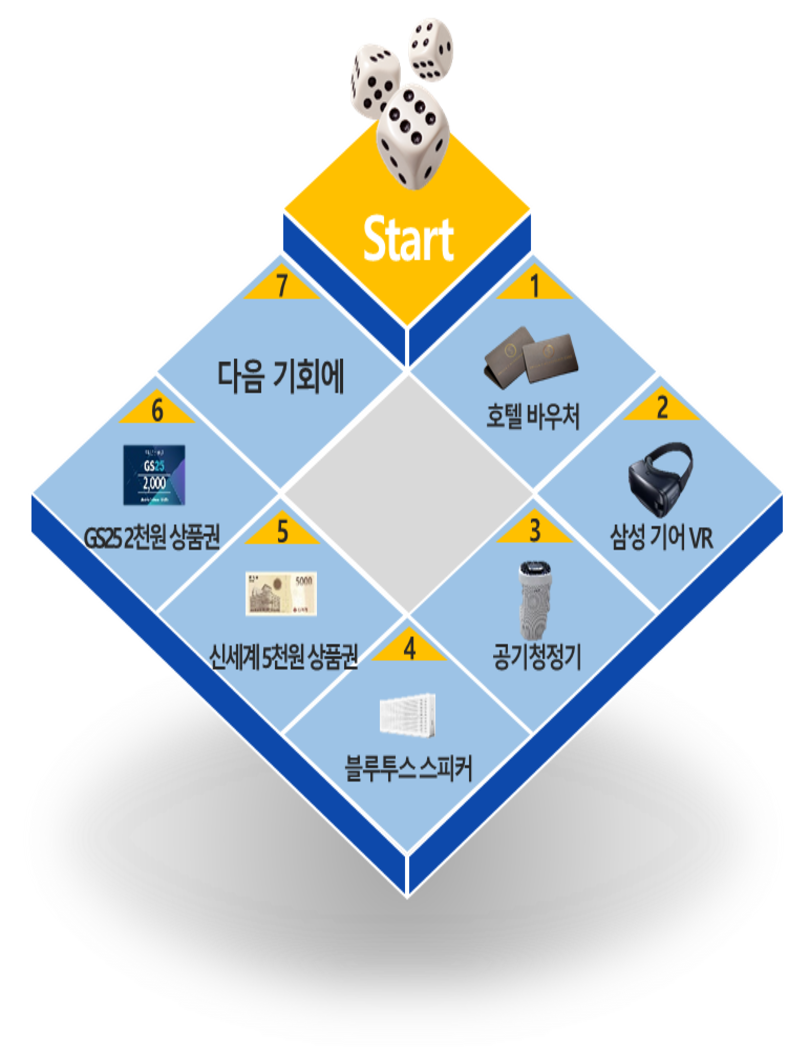 Start
1
호텔 바우처
2
삼성 기어 VR
3
공기청정기
4
블루투스 스피커
5
5000
신세계 5천원 상품권
6
GS25
2,000
GS25 2천원 상품권
7
다음 기회에